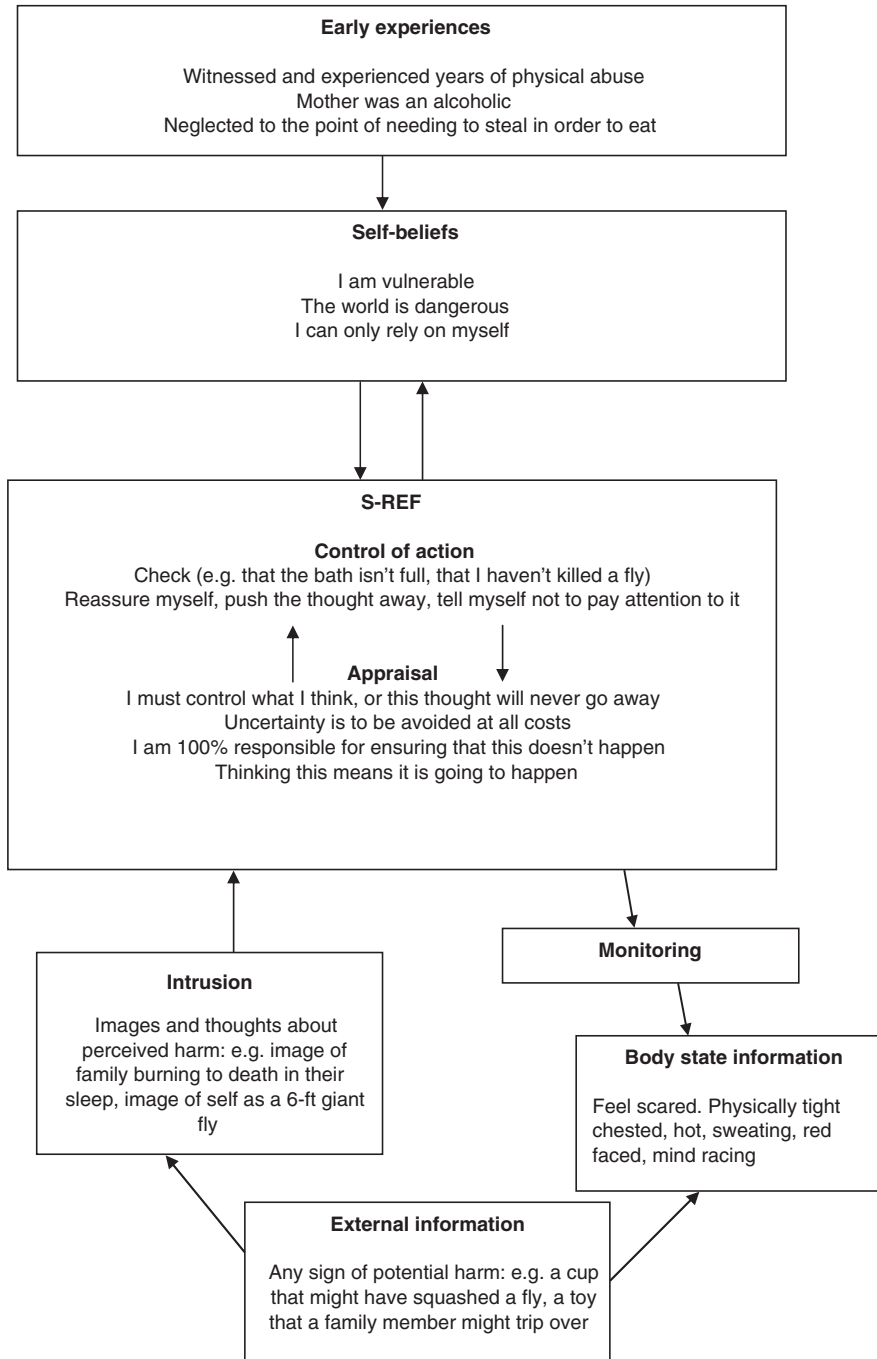 Early experiences
Witnessed and experienced years of physical abuse
Mother was an alcoholic
Neglected to the point of needing to steal in order to eat
Self-beliefs
I am vulnerable
The world is dangerous
I can only rely on myself
S-REF
Control of action
Check (e.g. that the bath isn't full, that I haven't killed a fly)
Reassure myself, push the thought away, tell myself not to pay attention to it
Appraisal
I must control what I think, or this thought will never go away
Uncertainty is to be avoided at all costs
I am 100% responsible for ensuring that this doesn't happen
Thinking this means it is going to happen
Monitoring
Intrusion
Images and thoughts about
perceived harm: e.g. image of
family burning to death in their
sleep, image of self as a 6-ft giant
fly
Body state information
Feel scared. Physically tight
chested, hot, sweating, red
faced, mind racing
External information
Any sign of potential harm: e.g. a cup
that might have squashed a fly, a toy
that a family member might trip over